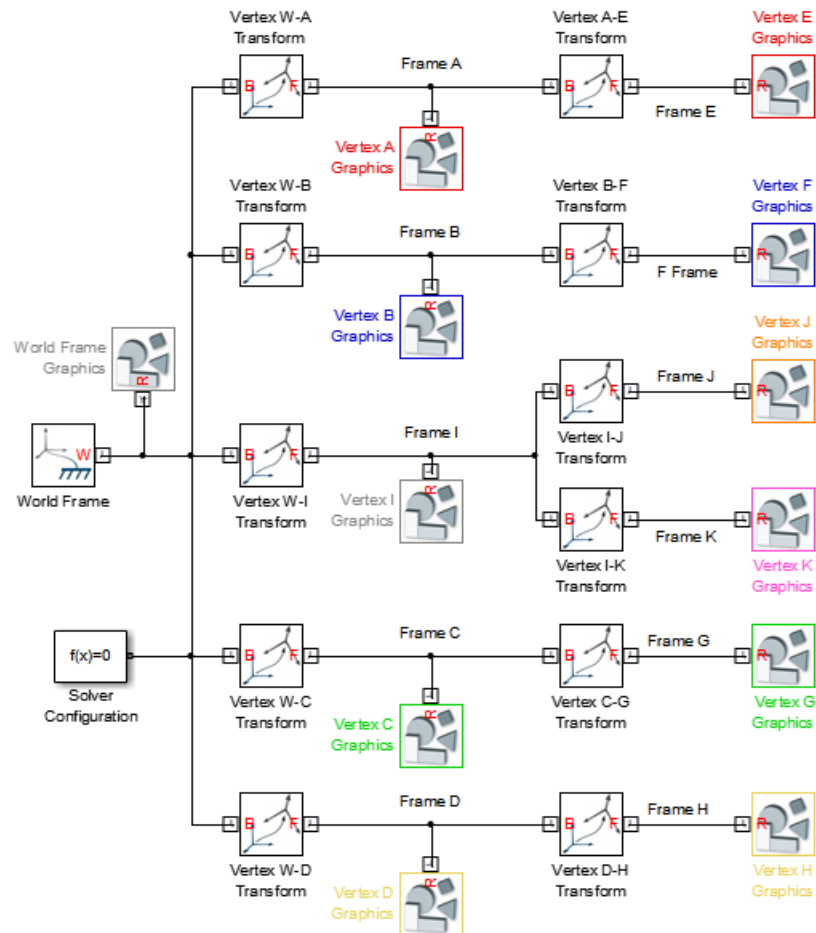 Vertex W-A
Transform
Vertex A-E
Transform
Vertex E
Graphics
Frame A
B
F
B
F
R
Frame E
R
Vertex A
Graphics
Vertex W-B
Transform
Vertex B-F
Transform
Vertex F
Graphics
Frame B
B
F
B
F
R
F Frame
R
Vertex B
Graphics
Vertex J
Graphics
World Frame
Graphics
R
Frame J
B
F
R
Vertex I-J
Transform
Frame I
W
B
F
World Frame
Vertex W-I
Transform
R
Vertex I
Graphics
B
F
R
Frame K
Vertex I-K
Transform
Vertex K
Graphics
Frame C
Frame G
f(x)=0
B
F
B
F
R
Solver
Configuration
Vertex W-C
Transform
R
Vertex C
Graphics
Vertex C-G
Transform
Vertex G
Graphics
Frame D
Frame H
B
F
B
F
R
Vertex W-D
Transform
R
Vertex D
Graphics
Vertex D-H
Transform
Vertex H
Graphics